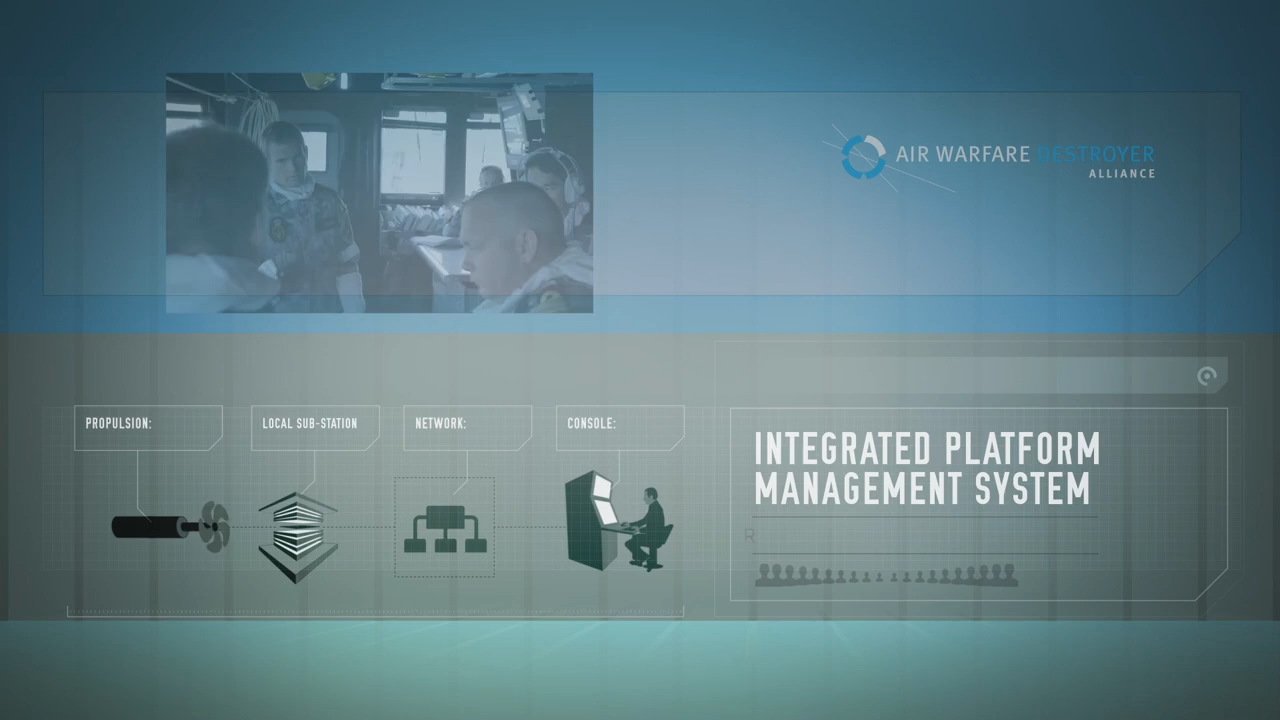 AIR WARFARE DESTROYER
ALLIANCE
PROPULSION:
LOCAL SUB-STATION
NETWORK:
CONSOLE:
INTEGRATED PLATFORM
MANAGEMENT SYSTEM
R